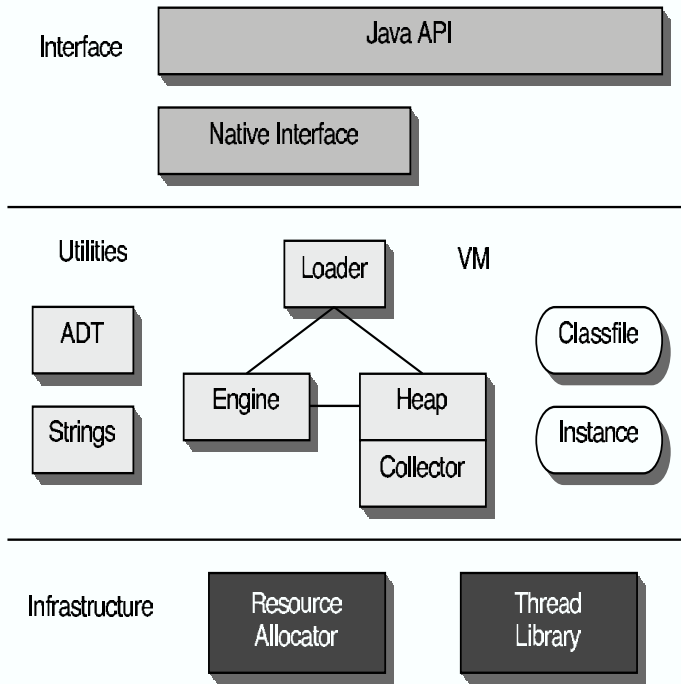 Interface
Java API
Native Interface
Utilities
Loader
VM
ADT
Classfile
Engine
Heap
Strings
Instance
Collector
Infrastructure
Resource
Allocator
Thread
Library